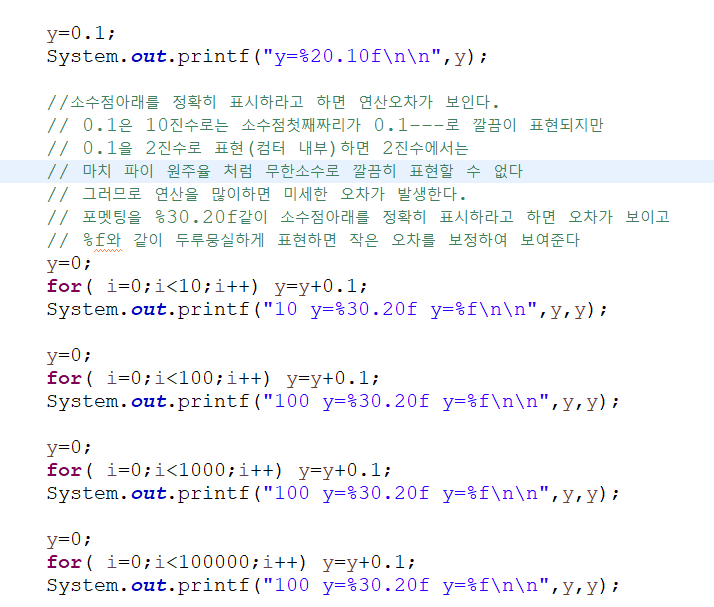 y=0.1;
System.out.printf("y=%20.10f\n\n",y);
//소수점아래를 정확히 표시하라고 하면 연산오차가 보인다.
// 0.1은 10진수로는 소수점첫째짜리가 0.1---로 깔끔이 표현되지만
// 0.1을 2진수로 표현(컴터 내부)하면 2진수에서는
// 마치 파이 원주율 처럼 무한소수로 깔끔히 표현할 수 없다
// 그러므로 연산을 많이하면 미세한 오차가 발생한다.
// 포멧팅을 %30.20f같이 소수점아래를 정확히 표시하라고 하면 오차가 보이고
// %f와 같이 두루뭉실하게 표현하면 작은 오차를 보정하여 보여준다
y=0;
for( i=0;i<10;i++) y=y+0.1;
System.out.printf("10 y=%30.20f y=%f\n\n",y,y);
y=0;
for( i=0;i<100;i++) y=y+0.1;
System.out.printf("100 y=%30.20f y=%f\n\n",y,y);
y=0;
for( i=0;i<1000;i++) y=y+0.1;
System.out.printf("100 y=%30.20f y=%f\n\n",y,y);
y=0;
for( i=0;i<100000;i++) y=y+0.1;
System.out.printf("100 y=%30.20f y=%f\n\n",y,y);